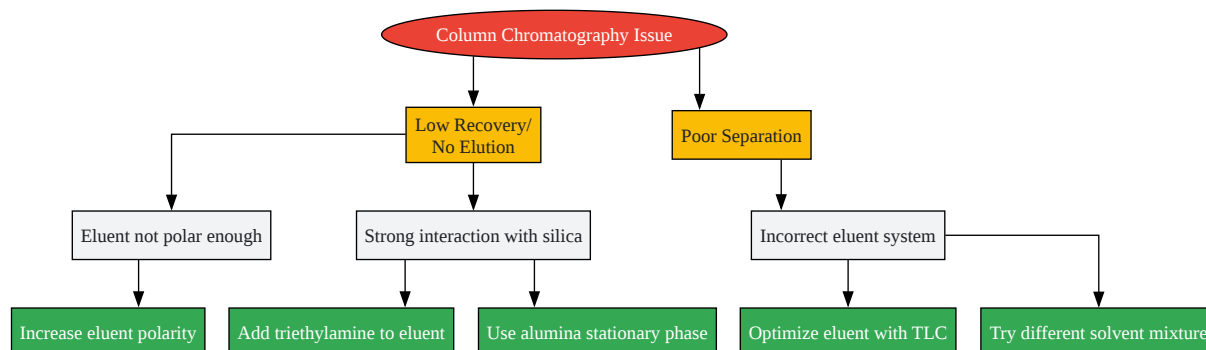 Column Chromatography Issue
Low Recovery/
No Elution
Poor Separation
Eluent not polar enough
Strong interaction with silica
Incorrect eluent system
Increase eluent polarity
Add triethylamine to eluent
Use alumina stationary phase
Optimize eluent with TLC
Try different solvent mixture